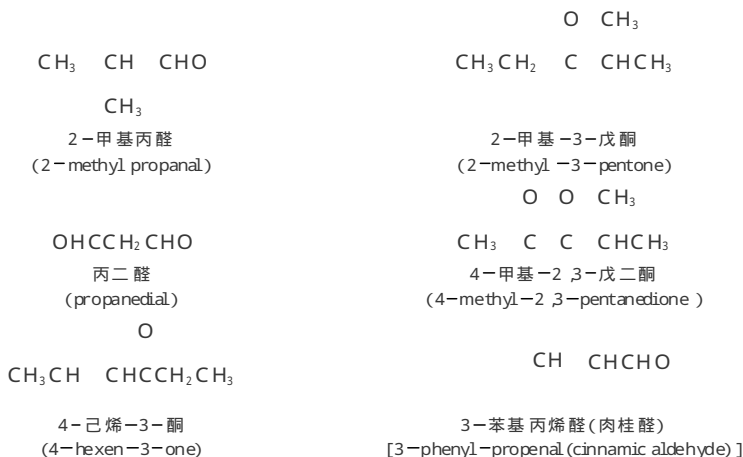 O CH₃
CH₃ CH CHO CH₃CH₂ C CHCH₃
CH₃
2-甲基丙醛 2-甲基-3-戊酮
(2-methyl propanal) (2-methyl-3-pentone)
O O CH₃
OHCCH₂CHO CH₃ C C CHCH₃
丙二醛 4-甲基-2,3-戊二酮
(propanedial) (4-methyl-2,3-pentanedione)
O
CH CHCHO
CH₃CH CHCCH₂CH₃
4-己烯-3-酮 3-苯基丙烯醛(肉桂醛)
(4-hexen-3-one) [3-phenyl-propenal(cinnamic aldehyde)]